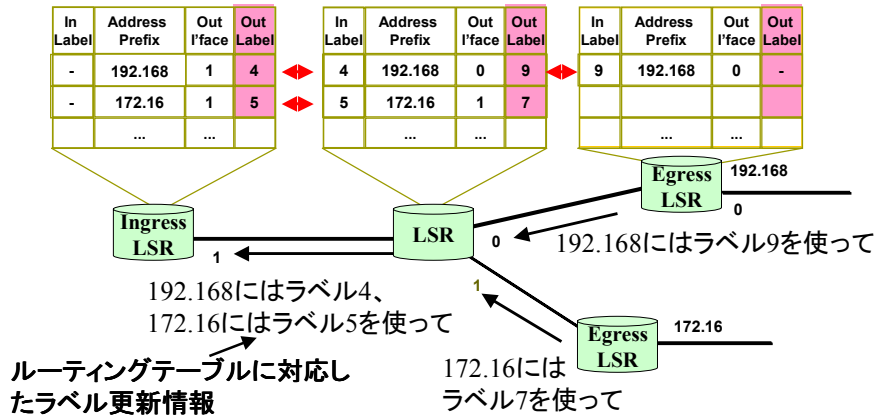 In Label Address Prefix Out I'face Out Label
- 192.168 1 4
- 172.16 1 5
... ...
In Label Address Prefix Out I'face Out Label
4 192.168 0 9
5 172.16 1 7
... ...
In Label Address Prefix Out I'face Out Label
9 192.168 0 -
... ...
Ingress
LSR
1
LSR
0
1
Egress
LSR
192.168
0
192.168にはラベル9を使って
192.168にはラベル4、
172.16にはラベル5を使って
ルーティングテーブルに対応し
たラベル更新情報
172.16には
ラベル7を使って
Egress
LSR
172.16